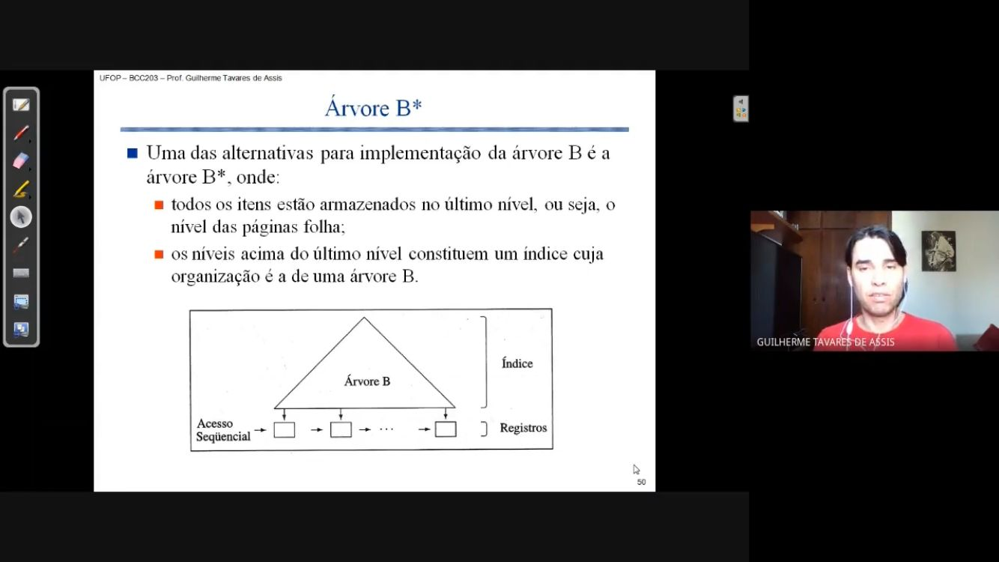 UFOP – BCC203 – Prof. Guilherme Tavares de Assis
Árvore B*
Uma das alternativas para implementação da árvore B é a
árvore B*, onde:
todos os itens estão armazenados no último nível, ou seja, o
nível das páginas folha;
os níveis acima do último nível constituem um índice cuja
organização é a de uma árvore B.
Árvore B
Índice
Acesso
Seqüencial
...
Registros
50
GUILHERME TAVARES DE ASSIS